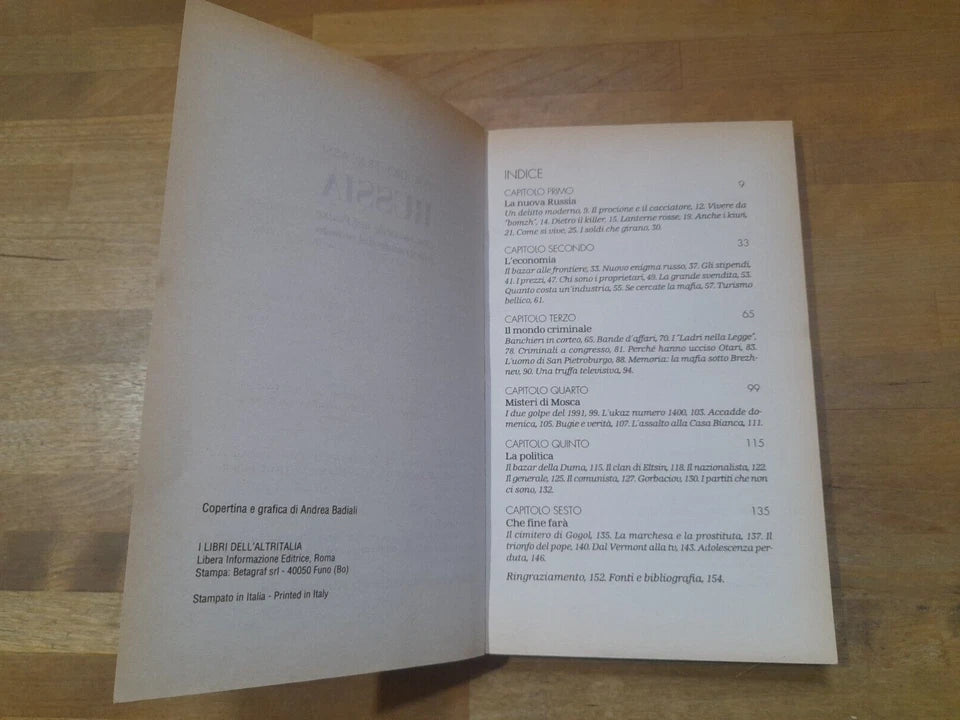 Copertina e grafica di Andrea Badiali
I LIBRI DELL'ALTRITALIA
Libera Informazione Editrice, Roma
Stampa: Betagraf srl - 40050 Funo (Bo)
Stampato in Italia - Printed in Italy
INDICE
CAPITOLO PRIMO 9
La nuova Russia
Un delitto moderno, 9. Il procione e il cacciatore, 12. Vivere da
"bomzh", 14. Dietro il killer. 15. Lanterne rosse, 19. Anche i kiwi,
21. Come si vive, 25. I soldi che girano, 30.
CAPITOLO SECONDO 33
L'economia
Il bazar alle frontiere, 33. Nuovo enigma russo, 37. Gli stipendi,
41. I prezzi, 47. Chi sono i proprietari, 49. La grande svendita, 53.
Quanto costa un'industria, 55. Se cercate la mafia, 57. Turismo
bellico, 61.
CAPITOLO TERZO 65
Il mondo criminale
Banchieri in corteo, 65. Bande d'affari, 70. I "Ladri nella Legge",
78. Criminali a congresso, 81. Perché hanno ucciso Otari, 83.
L'uomo di San Pietroburgo, 88. Memoria: la mafia sotto Brezh-
nev, 90. Una truffa televisiva, 94.
CAPITOLO QUARTO 99
Misteri di Mosca
I due golpe del 1991, 99. L'ukaz numero 1400, 103. Accadde do-
menica, 105. Bugie e verità, 107. L'assalto alla Casa Bianca, 111.
CAPITOLO QUINTO 115
La politica
Il bazar della Duma, 115. Il clan di Eltsin, 118. Il nazionalista, 122.
Il generale, 125. Il comunista, 127. Gorbaciou, 130. I partiti che non
ci sono, 132.
CAPITOLO SESTO 135
Che fine farà
Il cimitero di Gogol, 135. La marchesa e la prostituta, 137. Il
trionfo del pope, 140. Dal Vermont alla tv, 143. Adolescenza per-
duta, 146.
Ringraziamento, 152. Fonti e bibliografia, 154.
RUSSIA